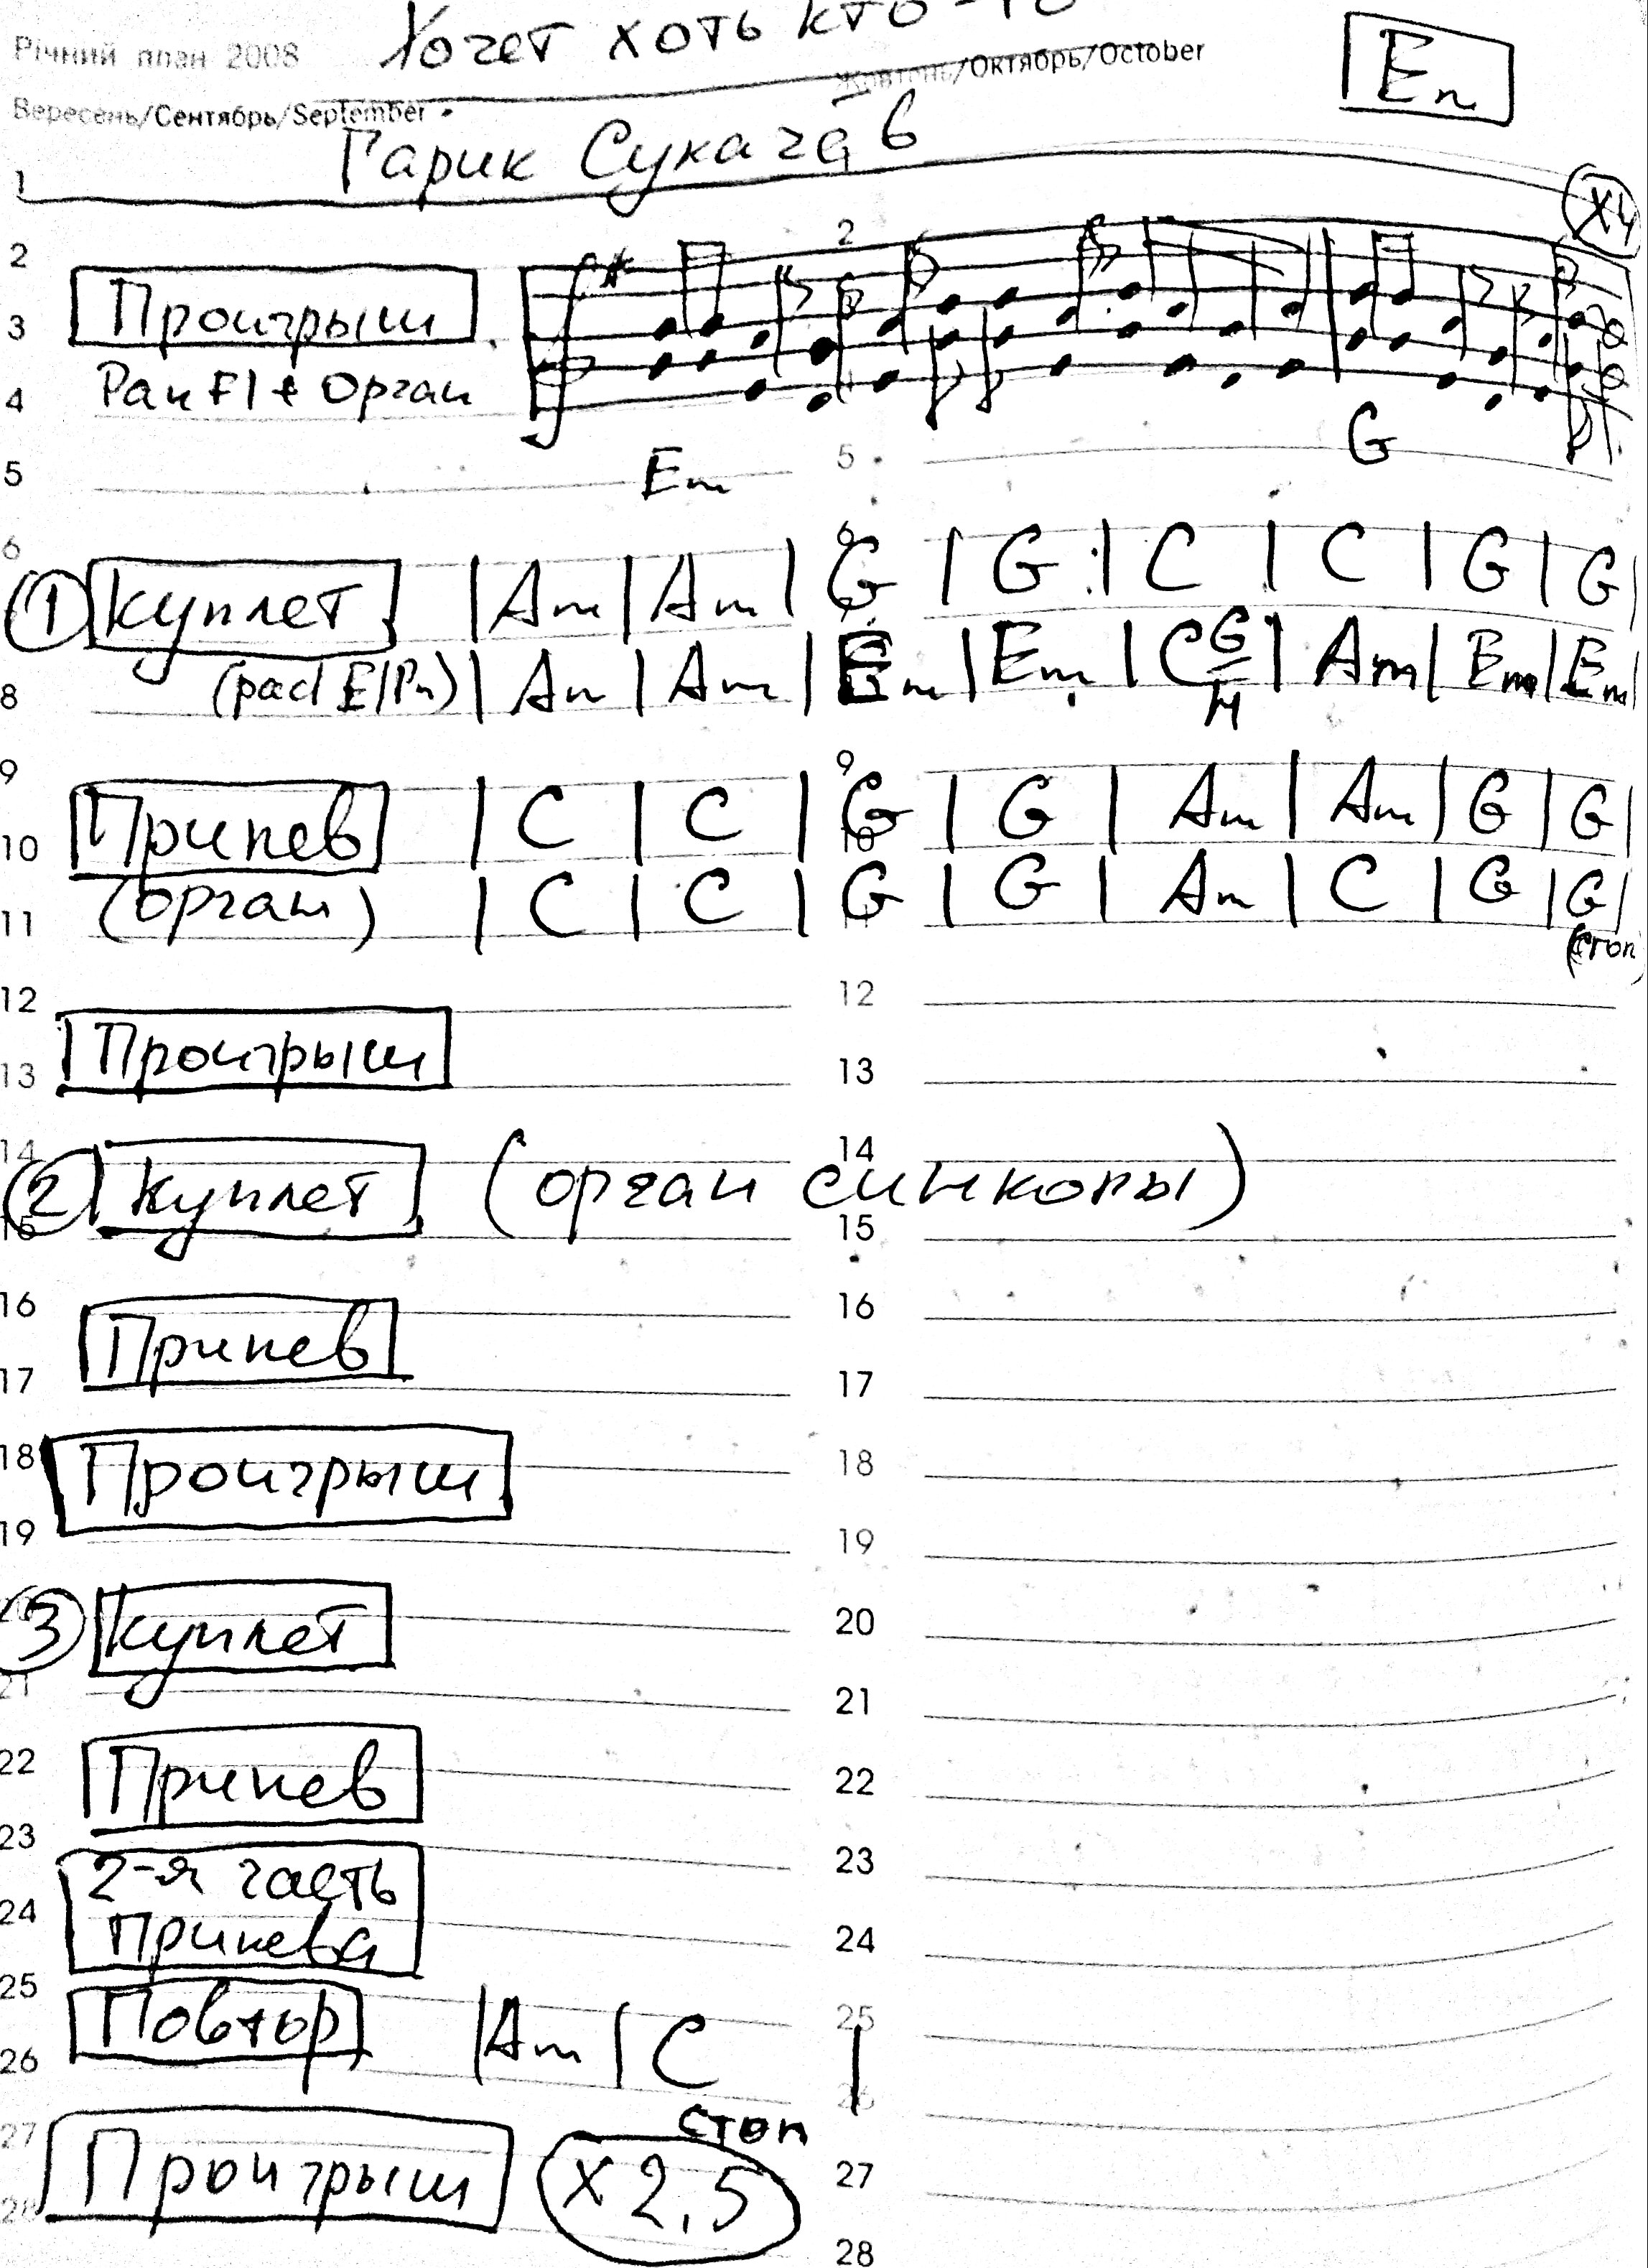 Хочет хоть кто-то
Річний план 2008
Жовтень/Октябрь/October
Em
Вересень/Сентябрь/September
Гарик Сукачёв
1
x4
2 2
3 Проигрыш
4 Pan Fl + Орган
5 Em 5 G
6 6
① Куплет | Am | Am | G | G | C | C | G | G |
8 (pad El Pn) | Am | Am | Em | Em | C G/H | Am | Em | Em |
9 9
10 Припев | C | C | G | G | Am | Am | G | G | 10
11 (орган) | C | C | G | G | Am | C | G | G | 11
(стоп)
12 12
13 Проигрыш 13
14 14
② Куплет (орган синкопы)
15 15
16 16
Припев
17 17
18 18
Проигрыш
19 19
③ Куплет 20
21 21
22 22
Припев
23 23
2-я часть
24 Припева 24
25 25
Повтор | Am | C |
26 26
стоп
27 27
Проигрыш x 2,5
28 28